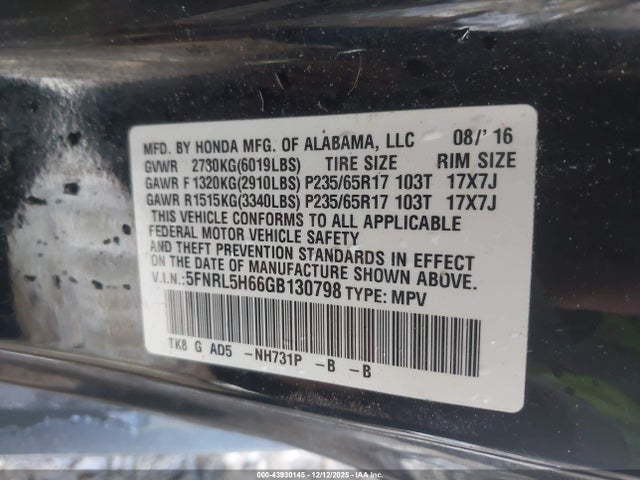 MFD. BY HONDA MFG. OF ALABAMA, LLC 08/'16
GVWR 2730KG(6019LBS) TIRE SIZE RIM SIZE
GAWR F1320KG(2910LBS) P235/65R17 103T 17X7J
GAWR R1515KG(3340LBS) P235/65R17 103T 17X7J
THIS VEHICLE CONFORMS TO ALL APPLICABLE
FEDERAL MOTOR VEHICLE SAFETY
AND THEFT PREVENTION STANDARDS IN EFFECT
ON THE DATE OF MANUFACTURE SHOWN ABOVE.
V.I.N.:5FNRL5H66GB130798 TYPE: MPV
TK8 G AD5 -NH731P -B -B
000-43930145 - 12/12/2025 - IAA Inc.